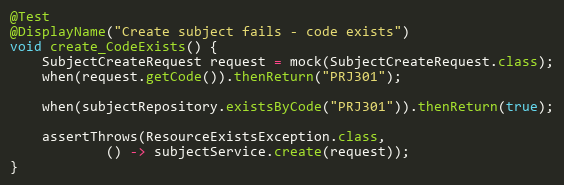 @Test
@DisplayName("Create subject fails - code exists")
void create_CodeExists() {
    SubjectCreateRequest request = mock(SubjectCreateRequest.class);
    when(request.getCode()).thenReturn("PRJ301");

    when(subjectRepository.existsByCode("PRJ301")).thenReturn(true);

    assertThrows(ResourceExistsException.class,
            () -> subjectService.create(request));
}